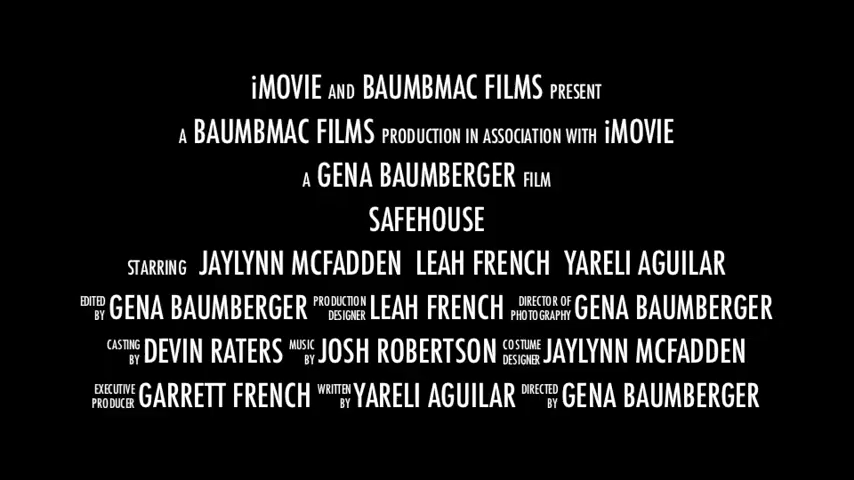 iMOVIE AND BAUMBMAC FILMS PRESENT
A BAUMBMAC FILMS PRODUCTION IN ASSOCIATION WITH iMOVIE
A GENA BAUMBERGER FILM
SAFEHOUSE
STARRING JAYLYNN MCFADDEN LEAH FRENCH YARELI AGUILAR
EDITED BY GENA BAUMBERGER PRODUCTION DESIGNER LEAH FRENCH DIRECTOR OF PHOTOGRAPHY GENA BAUMBERGER
CASTING BY DEVIN RATERS MUSIC BY JOSH ROBERTSON COSTUME DESIGNER JAYLYNN MCFADDEN
EXECUTIVE PRODUCER GARRETT FRENCH WRITTEN BY YARELI AGUILAR DIRECTED BY GENA BAUMBERGER